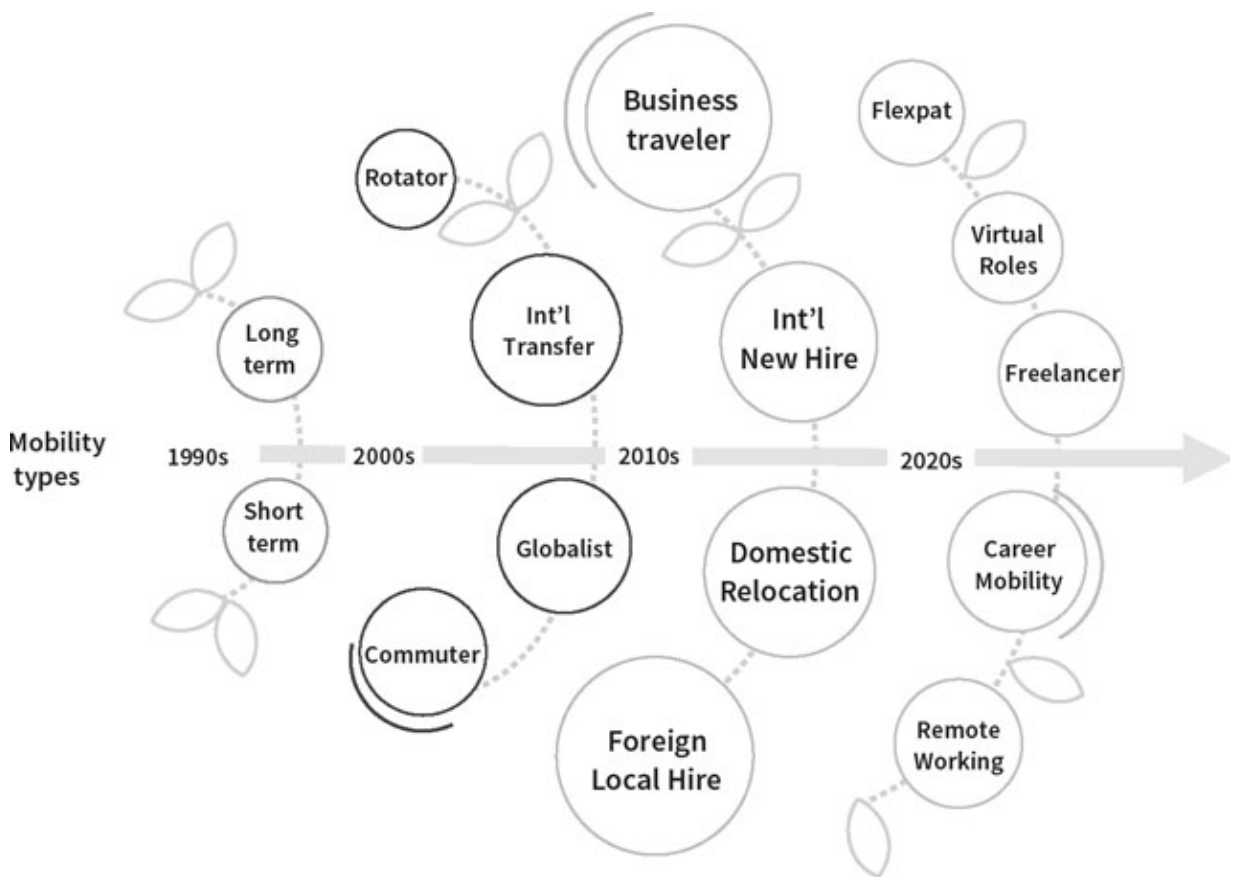 Business
traveler
Flexpat
Rotator
Virtual
Roles
Long
term
Int'l
Transfer
Int'l
New Hire
Freelancer
Mobility
types
1990s
2000s
2010s
2020s
Short
term
Globalist
Domestic
Relocation
Career
Mobility
Commuter
Foreign
Local Hire
Remote
Working